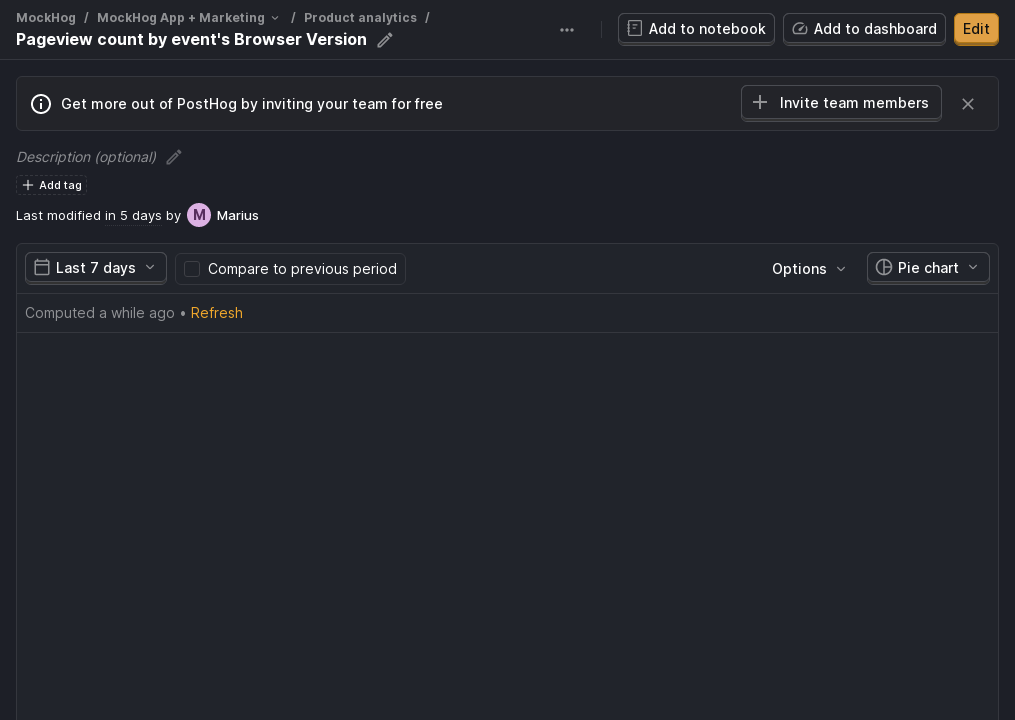 MockHog / MockHog App + Marketing / Product analytics /
Pageview count by event's Browser Version
Add to notebook
Add to dashboard
Edit
Get more out of PostHog by inviting your team for free
Invite team members
Description (optional)
Add tag
Last modified in 5 days by M Marius
Last 7 days
Compare to previous period
Options
Pie chart
Computed a while ago • Refresh